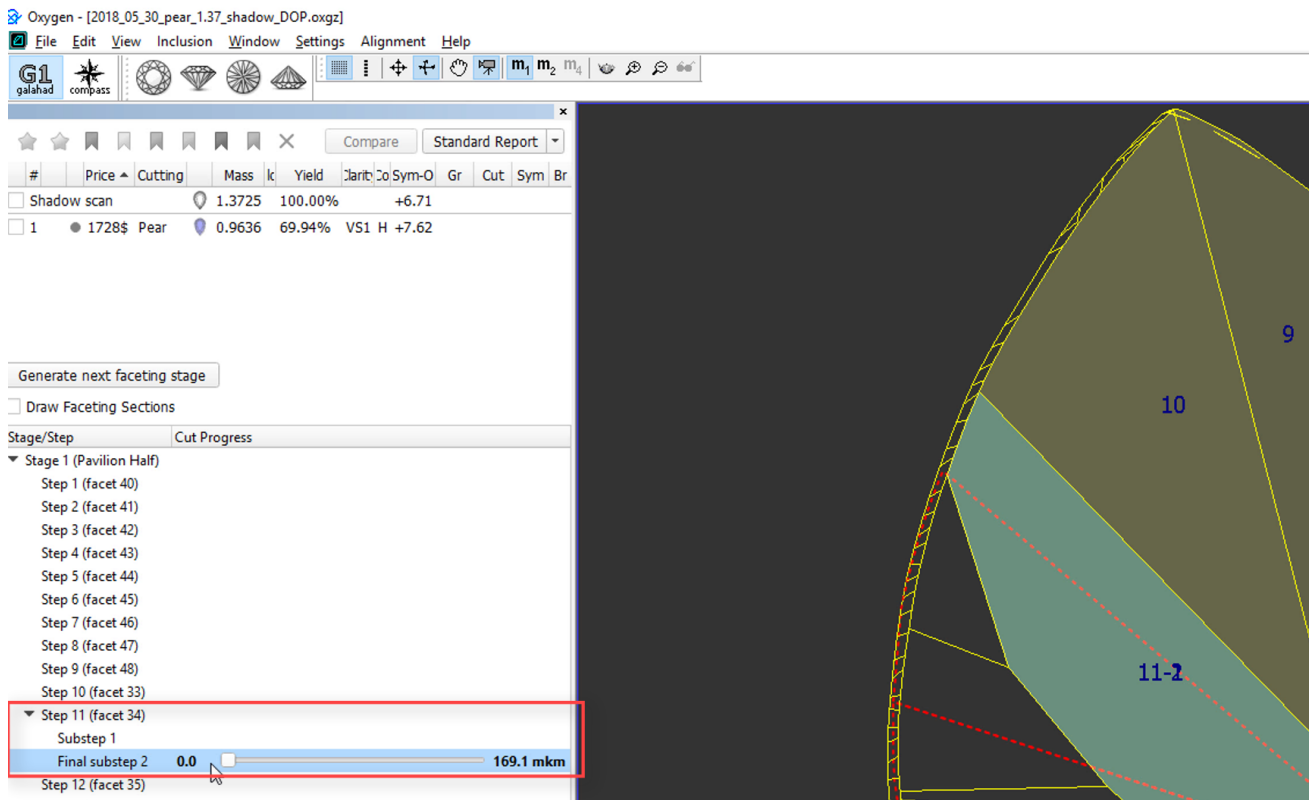 Oxygen - [2018_05_30_pear_1.37_shadow_DOP.oxgz]
File Edit View Inclusion Window Settings Alignment Help
G1 galahad compass m1 m2 m4
Compare Standard Report
# Price Cutting Mass k Yield Clarity Co Sym-O Gr Cut Sym Br
Shadow scan 1.3725 100.00% +6.71
1 1728$ Pear 0.9636 69.94% VS1 H +7.62
Generate next faceting stage
Draw Faceting Sections
Stage/Step Cut Progress
Stage 1 (Pavilion Half)
Step 1 (facet 40)
Step 2 (facet 41)
Step 3 (facet 42)
Step 4 (facet 43)
Step 5 (facet 44)
Step 6 (facet 45)
Step 7 (facet 46)
Step 8 (facet 47)
Step 9 (facet 48)
Step 10 (facet 33)
Step 11 (facet 34)
Substep 1
Final substep 2 0.0 169.1 mkm
Step 12 (facet 35)
9
10